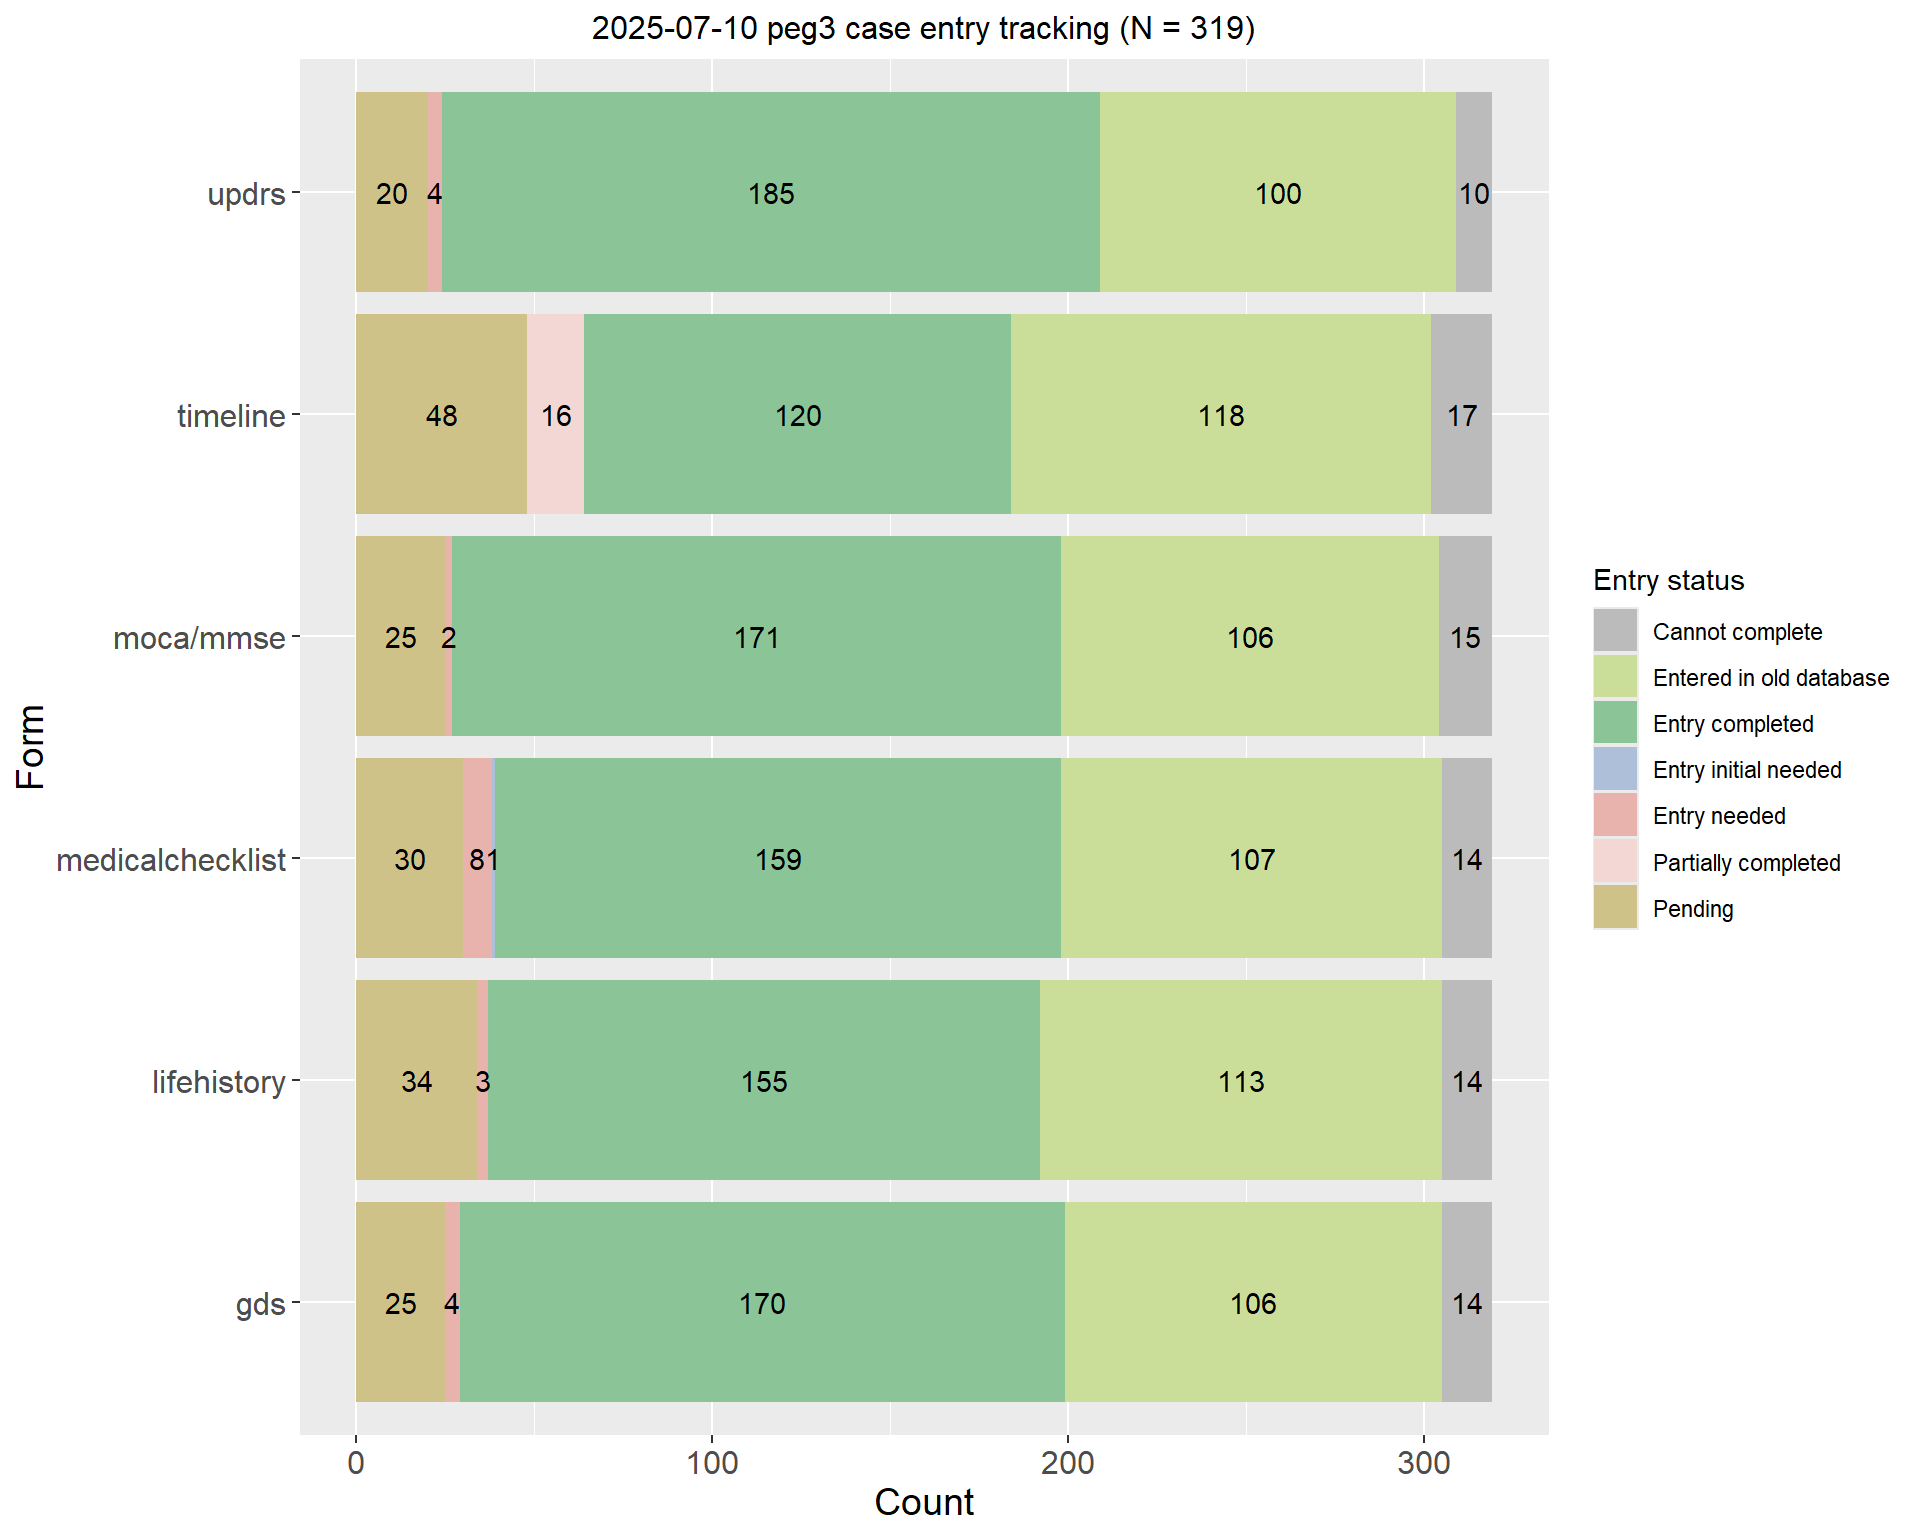 2025-07-10 peg3 case entry tracking (N = 319)
updrs
20 4 185 100 10
timeline
48 16 120 118 17
moca/mmse
25 2 171 106 15
medicalchecklist
30 8 1 159 107 14
lifehistory
34 3 155 113 14
gds
25 4 170 106 14
0 100 200 300
Count
Form
Entry status
Cannot complete
Entered in old database
Entry completed
Entry initial needed
Entry needed
Partially completed
Pending